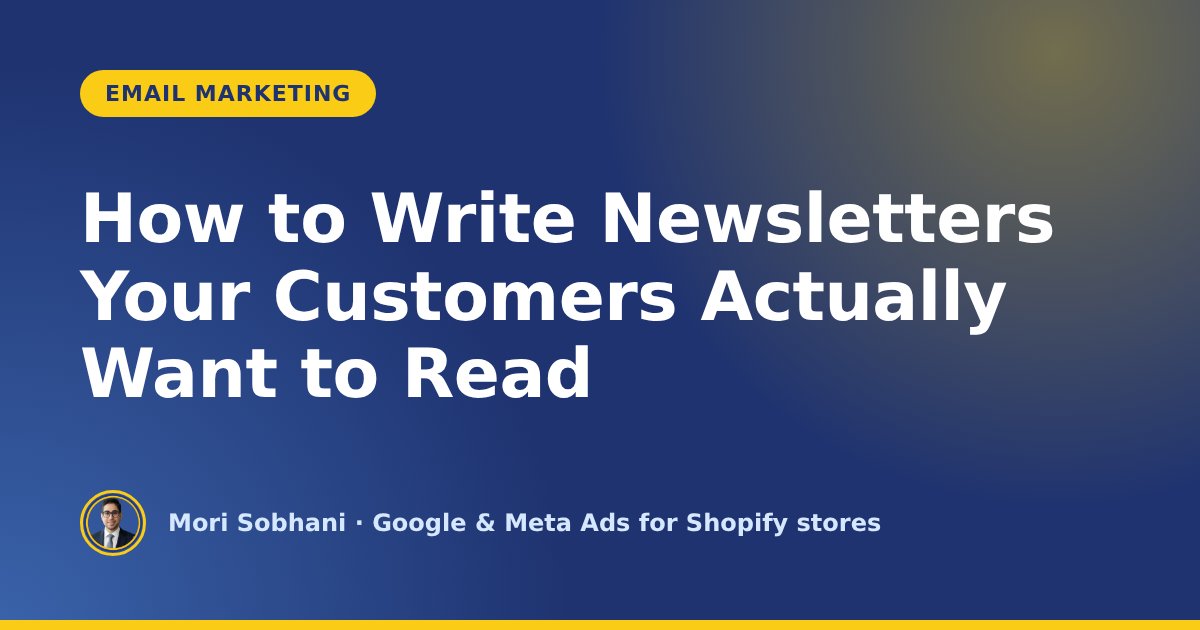 EMAIL MARKETING
How to Write Newsletters
Your Customers Actually
Want to Read
Mori Sobhani · Google & Meta Ads for Shopify stores